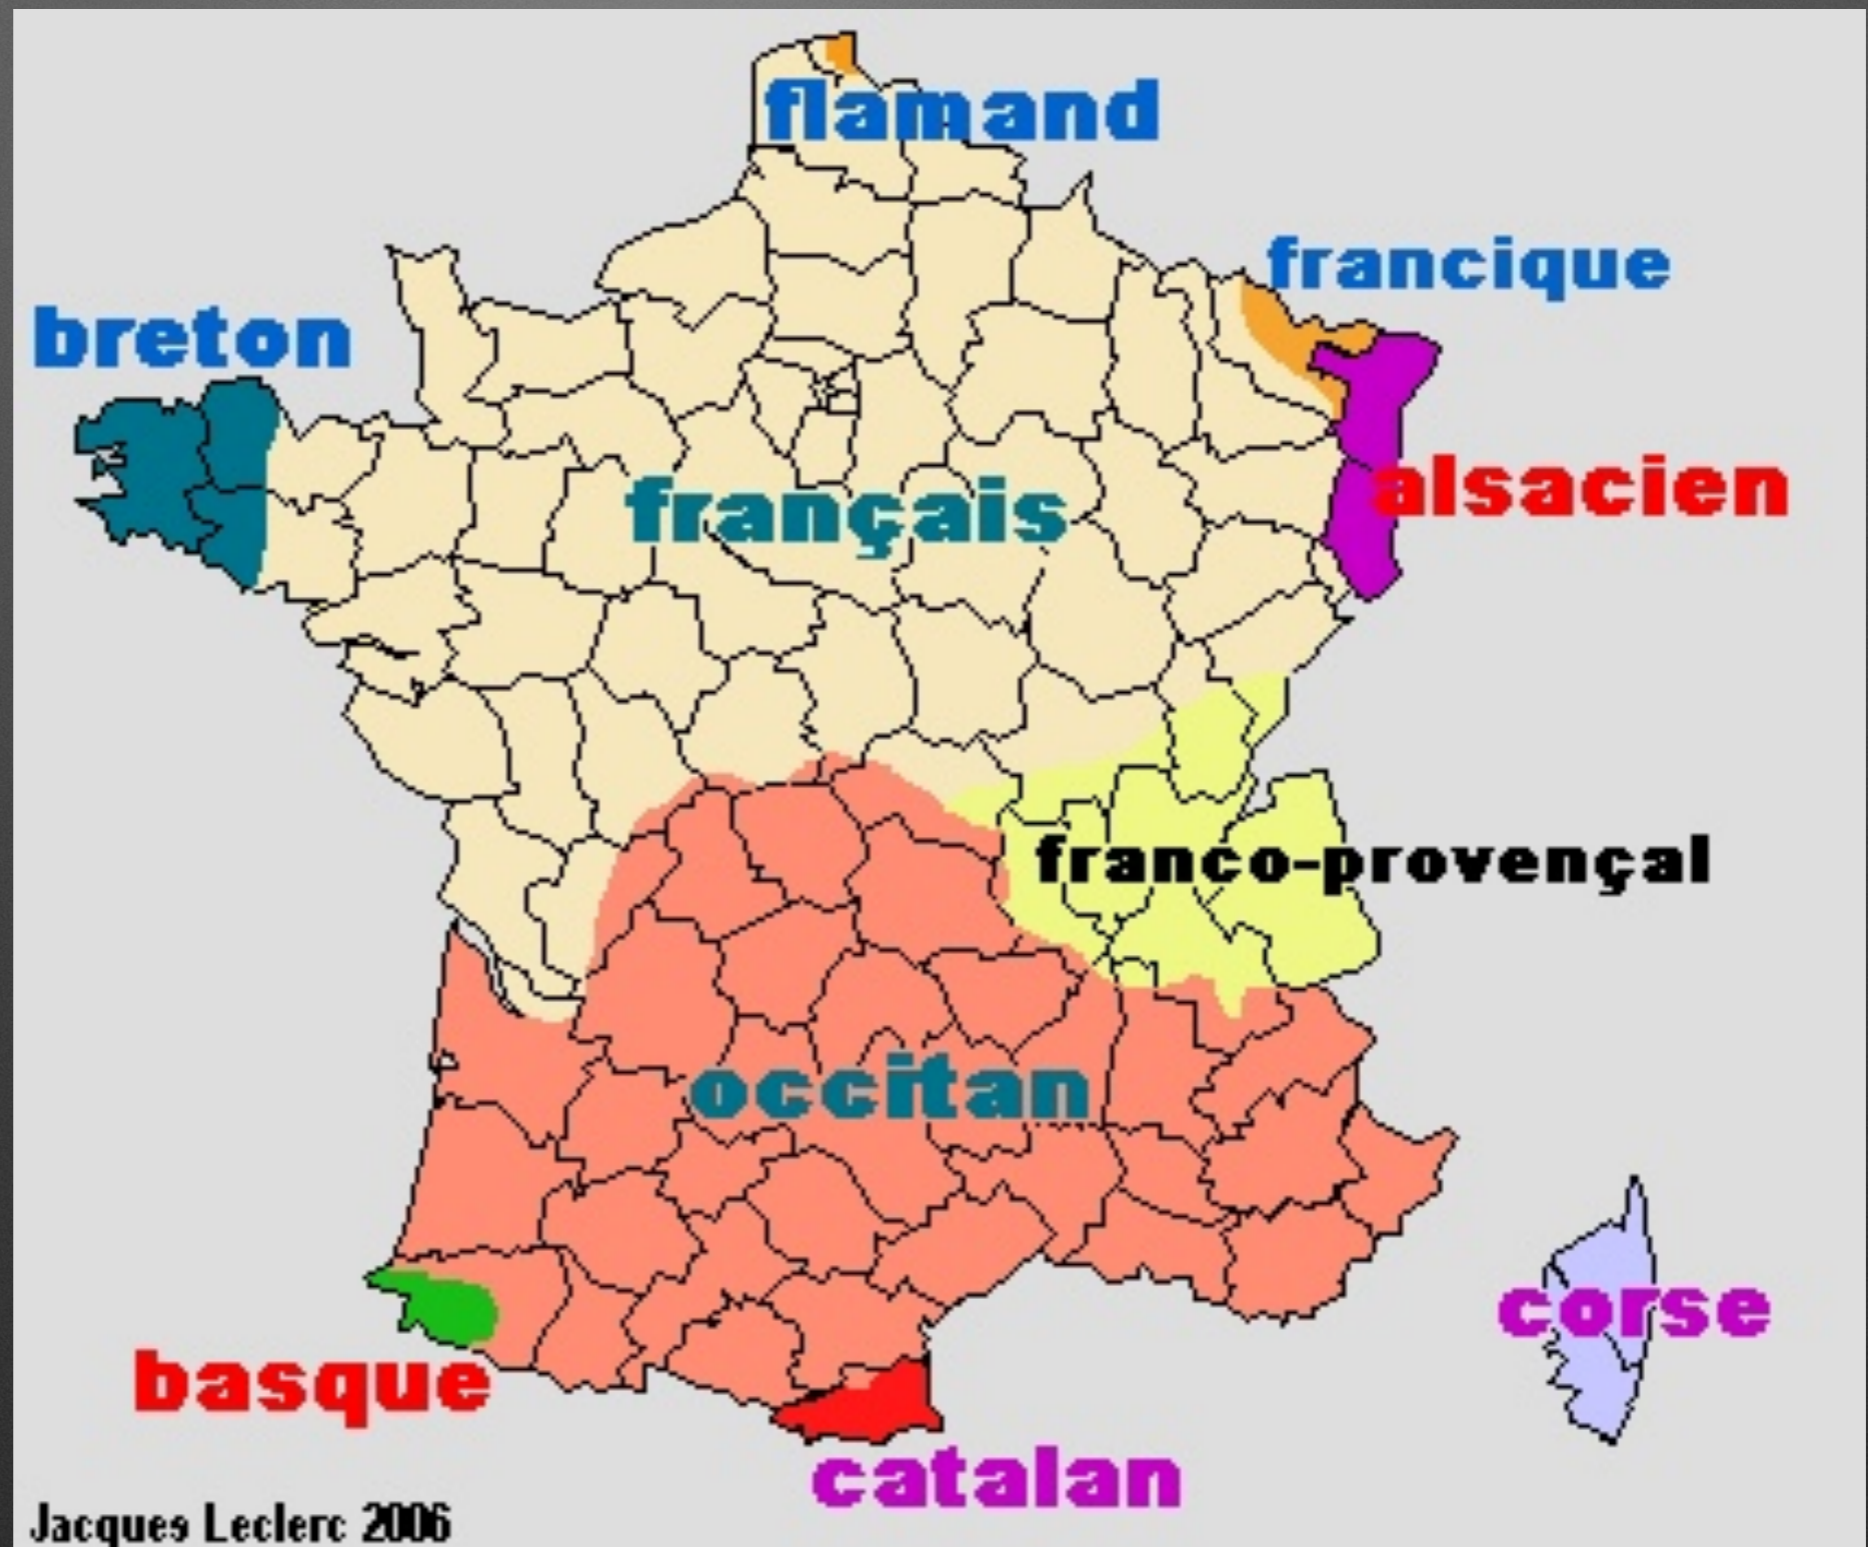 flamand
francique
breton
alsacien
français
franco-provençal
occitan
corse
basque
catalan
Jacques Leclerc 2006